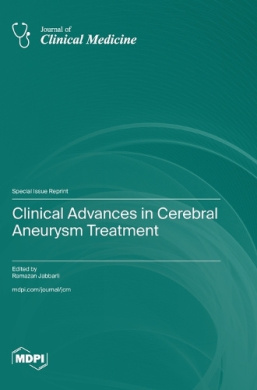 Journal of
Clinical Medicine
Special Issue Reprint
Clinical Advances in Cerebral
Aneurysm Treatment
Edited by
Ramazan Jabbarli
mdpi.com/journal/jcm
MDPI